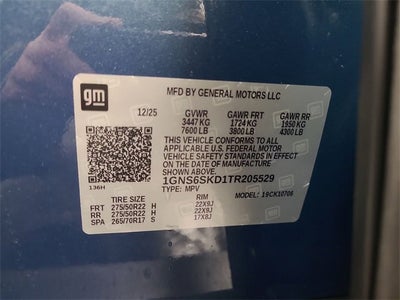 gm
MFD BY GENERAL MOTORS LLC
12/25 GVWR GAWR FRT GAWR RR
3447 KG 1724 KG 1950 KG
7600 LB 3800 LB 4300 LB
THIS VEHICLE CONFORMS TO ALL
APPLICABLE U.S. FEDERAL MOTOR
VEHICLE SAFETY STANDARDS IN EFFECT
ON THE DATE OF MANUFACTURE
SHOWN ABOVE.
1GNS6SKD1TR205529
136H TYPE: MPV MODEL: 19CK10706
TIRE SIZE RIM
FRT 275/50R22 H 22X9J
RR 275/50R22 H 22X9J
SPA 265/70R17 S 17X8J